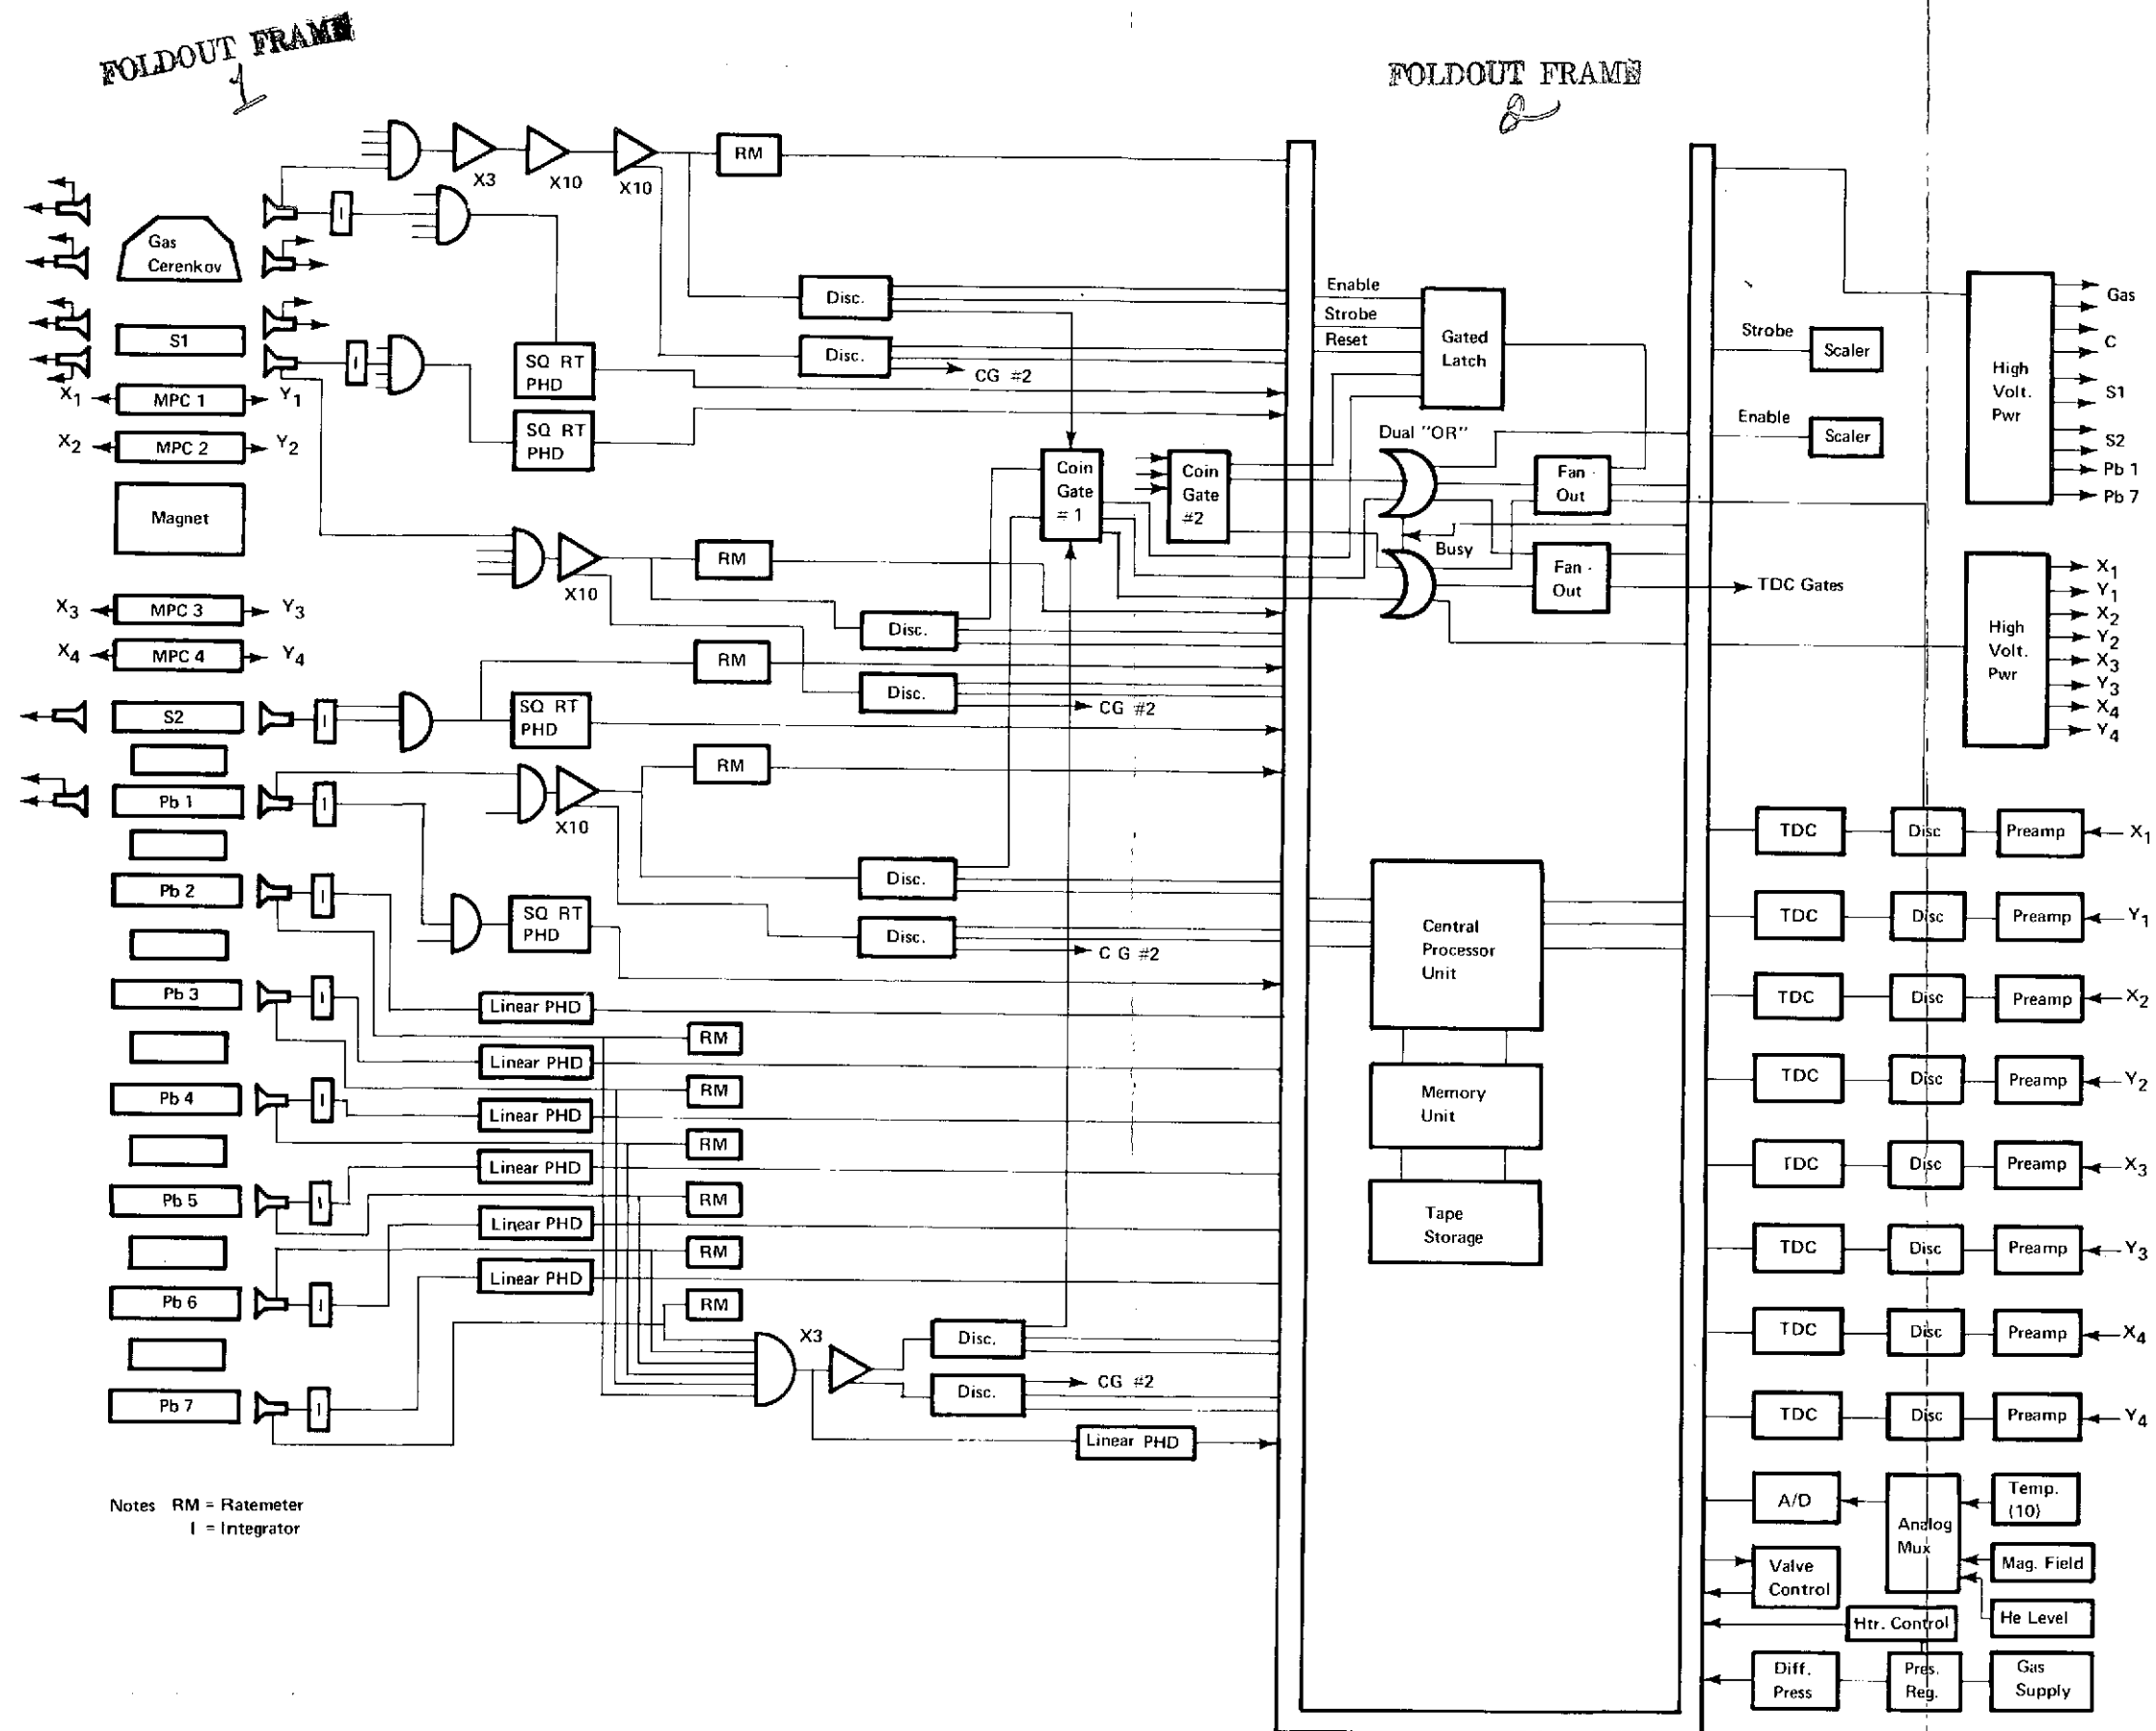 FOLDOUT FRAME
1
FOLDOUT FRAME
2
X3
X10
X10
RM
I
Gas
Cerenkov
S1
I
X1
MPC 1
Y1
X2
MPC 2
Y2
Magnet
X3
MPC 3
Y3
X4
MPC 4
Y4
S2
I
Pb 1
I
Pb 2
I
Pb 3
I
Pb 4
I
Pb 5
I
Pb 6
I
Pb 7
I
Disc.
Disc.
CG #2
SQ RT
PHD
SQ RT
PHD
Coin
Gate
#1
Coin
Gate
#2
X10
RM
Disc.
RM
Disc.
CG #2
SQ RT
PHD
RM
X10
Disc.
SQ RT
PHD
Disc.
C G #2
Linear PHD
RM
Linear PHD
RM
Linear PHD
RM
Linear PHD
RM
Linear PHD
RM
Linear PHD
RM
X3
Disc.
Disc.
CG #2
Linear PHD
Notes RM = Ratemeter
I = Integrator
Enable
Strobe
Reset
Gated
Latch
Dual "OR"
Fan -
Out
Busy
Fan -
Out
TDC Gates
Central
Processor
Unit
Memory
Unit
Tape
Storage
Strobe
Scaler
Enable
Scaler
High
Volt.
Pwr
Gas
C
S1
S2
Pb 1
Pb 7
High
Volt.
Pwr
X1
Y1
X2
Y2
X3
Y3
X4
Y4
TDC
Disc
Preamp
X1
TDC
Disc
Preamp
Y1
TDC
Disc
Preamp
X2
TDC
Disc
Preamp
Y2
TDC
Disc
Preamp
X3
TDC
Disc
Preamp
Y3
TDC
Disc
Preamp
X4
TDC
Disc
Preamp
Y4
A/D
Analog
Mux
Temp.
(10)
Valve
Control
Mag. Field
Htr. Control
He Level
Diff.
Press
Pres.
Reg.
Gas
Supply